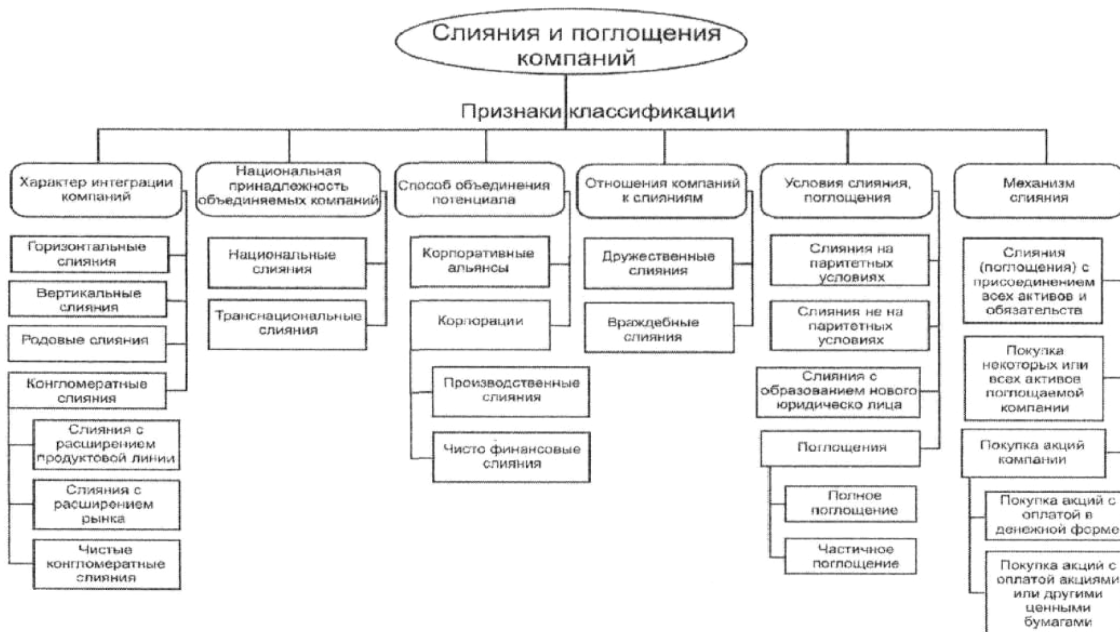 Слияния и поглощения
компаний
Признаки классификации
Характер интеграции
компаний
Горизонтальные
слияния
Вертикальные
слияния
Родовые слияния
Конгломератные
слияния
Слияния с
расширением
продуктовой линии
Слияния с
расширением
рынка
Чистые
конгломератные
слияния
Национальная
принадлежность
объединяемых компаний
Национальные
слияния
Транснациональные
слияния
Способ объединения
потенциала
Корпоративные
альянсы
Корпорации
Производственные
слияния
Чисто финансовые
слияния
Отношения компаний
к слияниям
Дружественные
слияния
Враждебные
слияния
Условия слияния,
поглощения
Слияния на
паритетных
условиях
Слияния не на
паритетных
условиях
Слияния с
образованием нового
юридическо лица
Поглощения
Полное
поглощение
Частичное
поглощение
Механизм
слияния
Слияния
(поглощения) с
присоединением
всех активов и
обязательств
Покупка
некоторых или
всех активов
поглощаемой
компании
Покупка акций
компании
Покупка акций с
оплатой в
денежной форме
Покупка акций с
оплатой акциями
или другими
ценными
бумагами